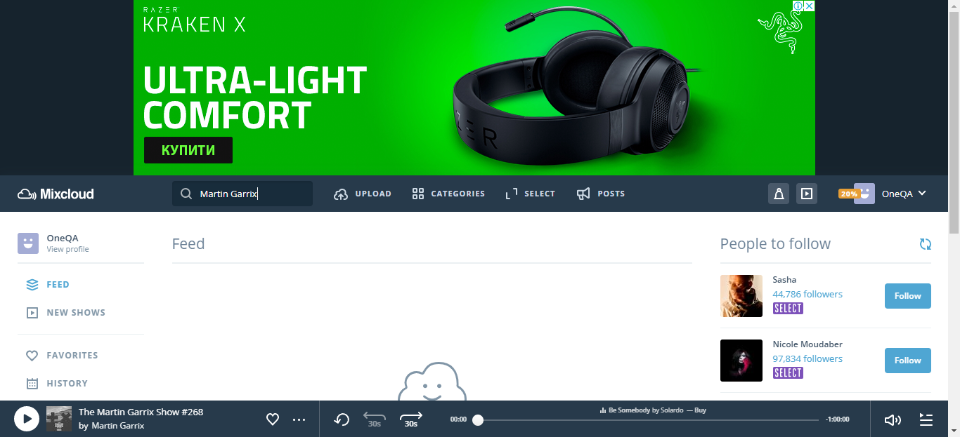 RAZER
KRAKEN X
ULTRA-LIGHT
COMFORT
КУПИТИ
Mixcloud
Martin Garrix
UPLOAD
CATEGORIES
SELECT
POSTS
20%
OneQA
OneQA
View profile
FEED
NEW SHOWS
FAVORITES
HISTORY
Feed
People to follow
Sasha
44,786 followers
SELECT
Follow
Nicole Moudaber
97,834 followers
SELECT
Follow
The Martin Garrix Show #268
by Martin Garrix
30s
30s
00:00
Be Somebody by Solardo — Buy
-1:00:00